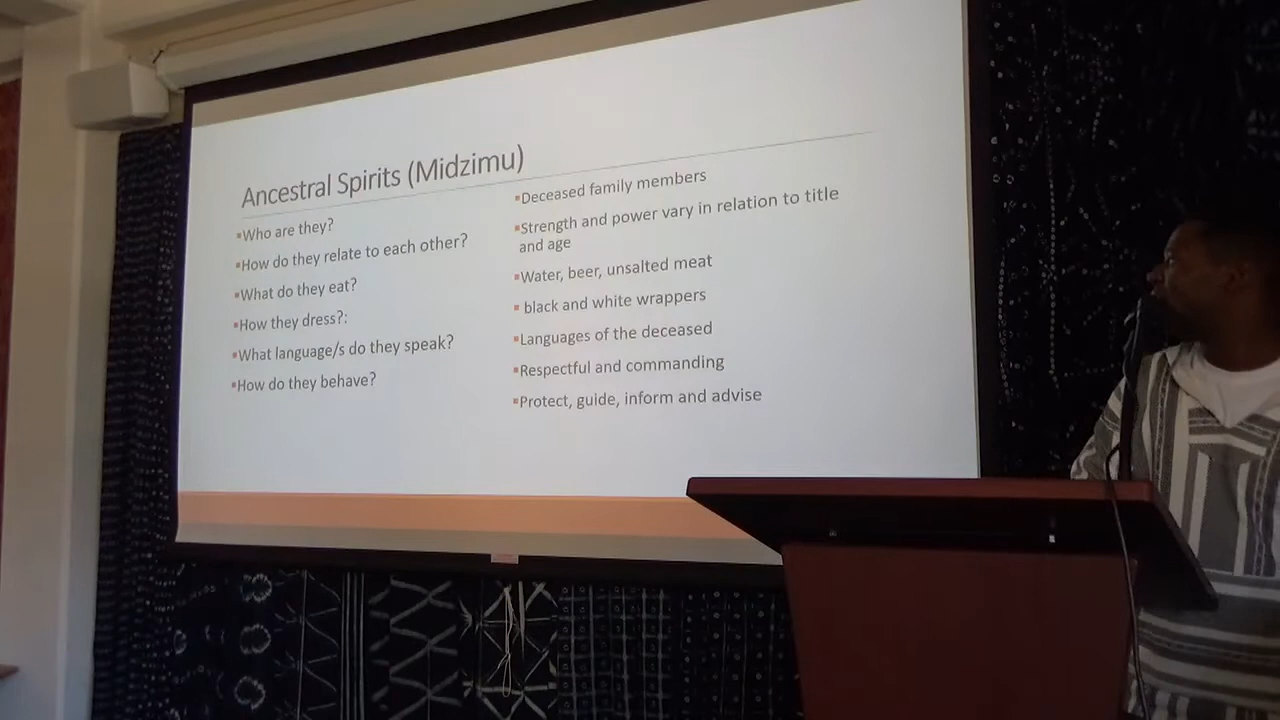 Ancestral Spirits (Midzimu)
▪Who are they?
▪How do they relate to each other?
▪What do they eat?
▪How they dress?:
▪What language/s do they speak?
▪How do they behave?
▪Deceased family members
▪Strength and power vary in relation to title
and age
▪Water, beer, unsalted meat
▪ black and white wrappers
▪Languages of the deceased
▪Respectful and commanding
▪Protect, guide, inform and advise